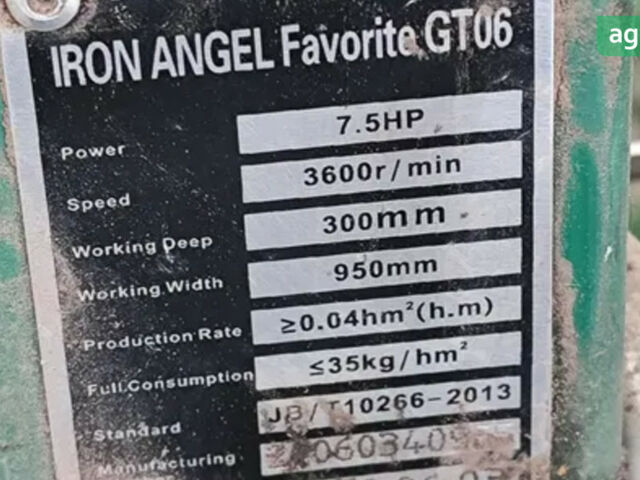 ag
IRON ANGEL Favorite GT06
Power 7.5HP
Speed 3600r/min
Working Deep 300mm
Working Width 950mm
Production Rate ≥0.04hm²(h.m)
Full.Consumption ≤35kg/hm²
Standard JB/T10266-2013
Manufacturing